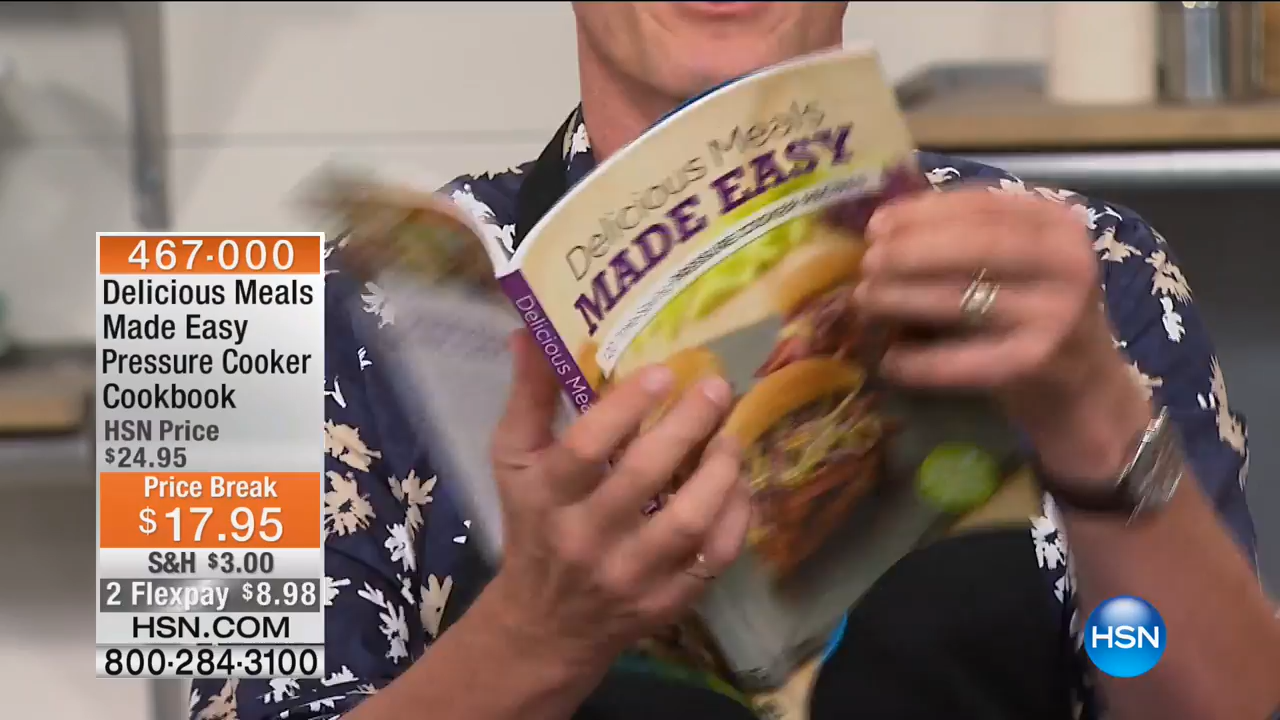 467-000
Delicious Meals
Made Easy
Pressure Cooker
Cookbook
HSN Price
$24.95
Price Break
$17.95
S&H $3.00
2 Flexpay $8.98
HSN.COM
800-284-3100
Delicious Meals
MADE EASY
Delicious Mea
HSN